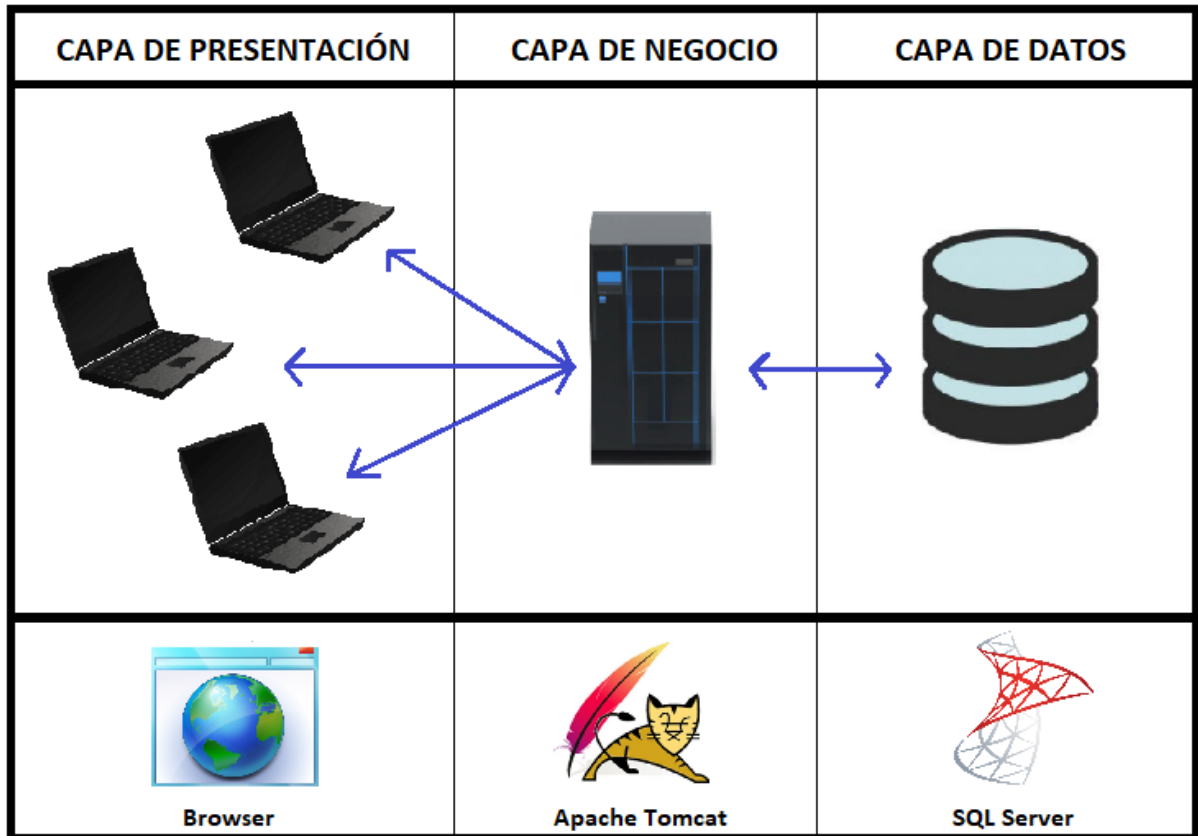 CAPA DE PRESENTACIÓN
CAPA DE NEGOCIO
CAPA DE DATOS
Browser
Apache Tomcat
SQL Server